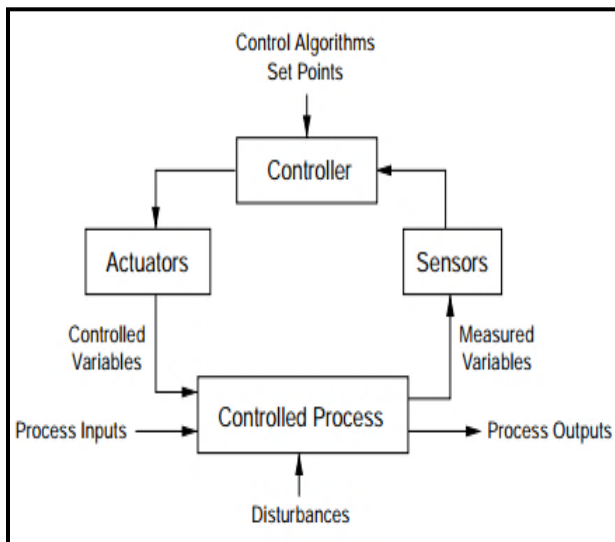 Control Algorithms
Set Points
Controller
Actuators
Sensors
Controlled
Variables
Measured
Variables
Controlled Process
Process Inputs
Process Outputs
Disturbances